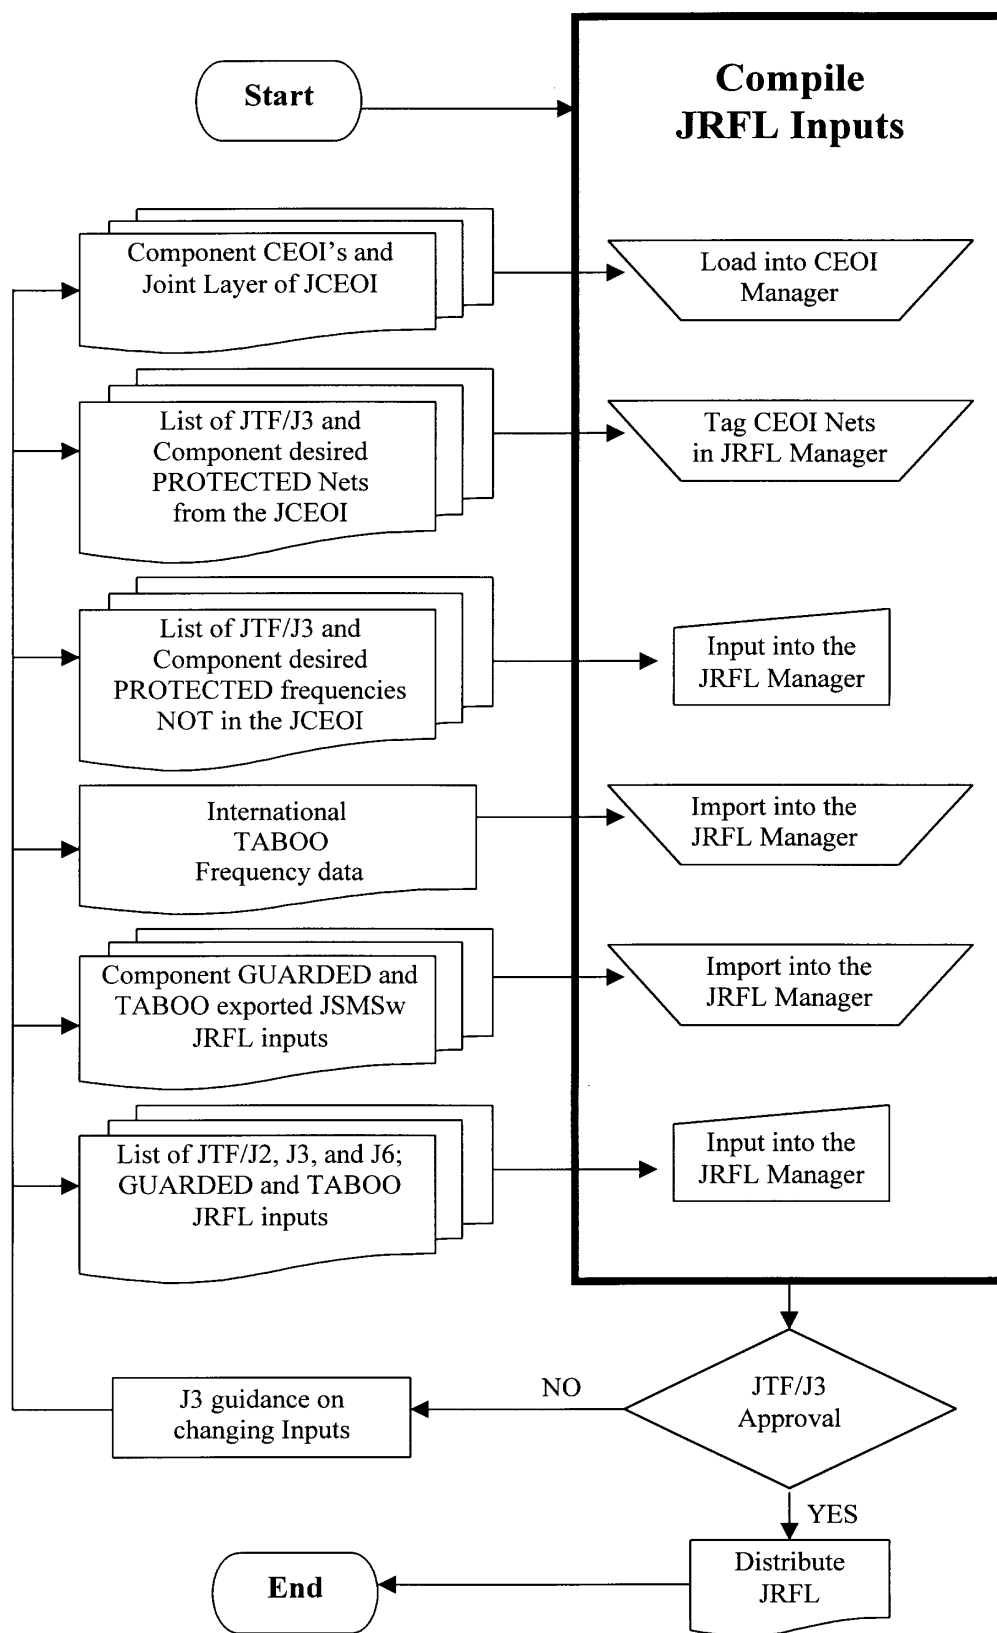 Start
Compile
JRFL Inputs
Component CEOI's and
Joint Layer of JCEOI
Load into CEOI
Manager
List of JTF/J3 and
Component desired
PROTECTED Nets
from the JCEOI
Tag CEOI Nets
in JRFL Manager
List of JTF/J3 and
Component desired
PROTECTED frequencies
NOT in the JCEOI
Input into the
JRFL Manager
International
TABOO
Frequency data
Import into the
JRFL Manager
Component GUARDED and
TABOO exported JSMSw
JRFL inputs
Import into the
JRFL Manager
List of JTF/J2, J3, and J6;
GUARDED and TABOO
JRFL inputs
Input into the
JRFL Manager
J3 guidance on
changing Inputs
NO
JTF/J3
Approval
YES
Distribute
JRFL
End